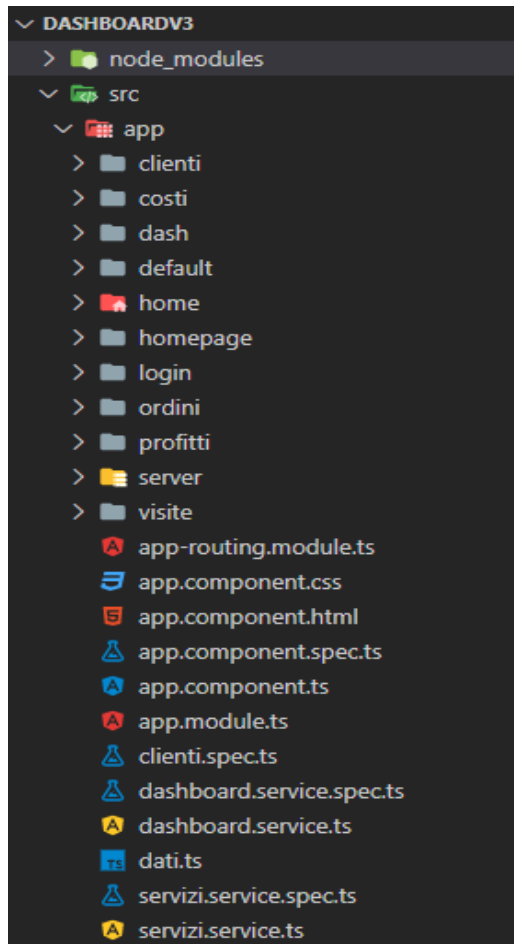 DASHBOARDV3
node_modules
src
app
clienti
costi
dash
default
home
homepage
login
ordini
profitti
server
visite
app-routing.module.ts
app.component.css
app.component.html
app.component.spec.ts
app.component.ts
app.module.ts
clienti.spec.ts
dashboard.service.spec.ts
dashboard.service.ts
dati.ts
servizi.service.spec.ts
servizi.service.ts